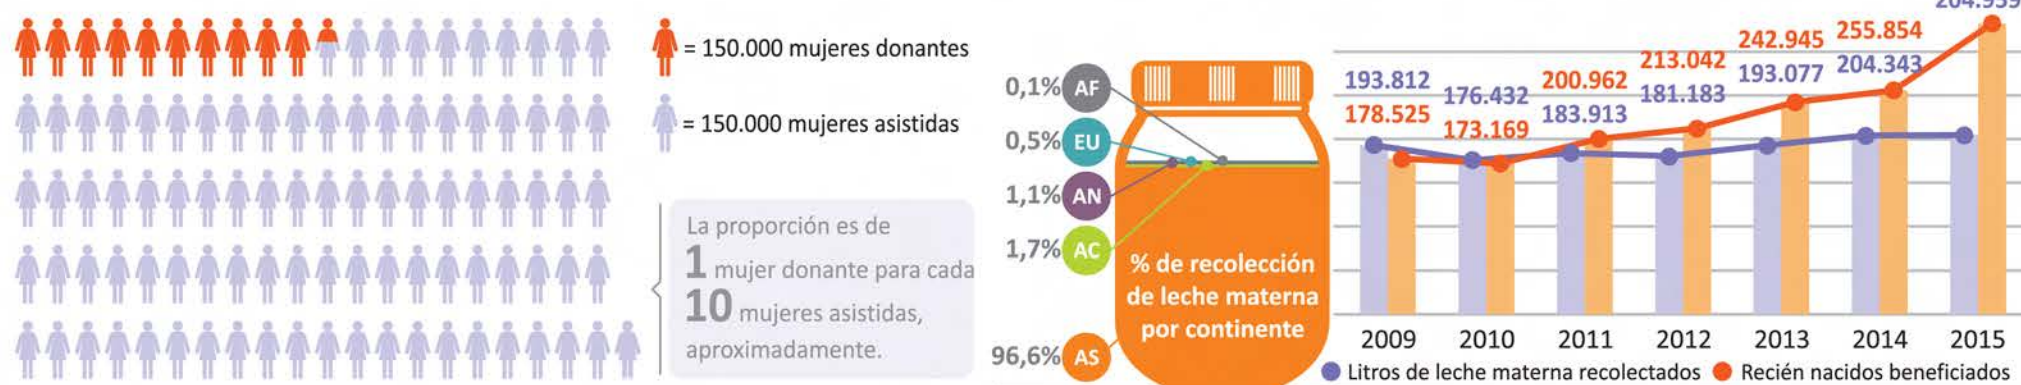 = 150.000 mujeres donantes
= 150.000 mujeres asistidas
La proporción es de
1 mujer donante para cada
10 mujeres asistidas,
aproximadamente.
0,1% AF
0,5% EU
1,1% AN
1,7% AC
96,6% AS
% de recolección
de leche materna
por continente
193.812
178.525
176.432
173.169
200.962
183.913
213.042
181.183
242.945
193.077
255.854
204.343
204.959
2009 2010 2011 2012 2013 2014 2015
Litros de leche materna recolectados
Recién nacidos beneficiados